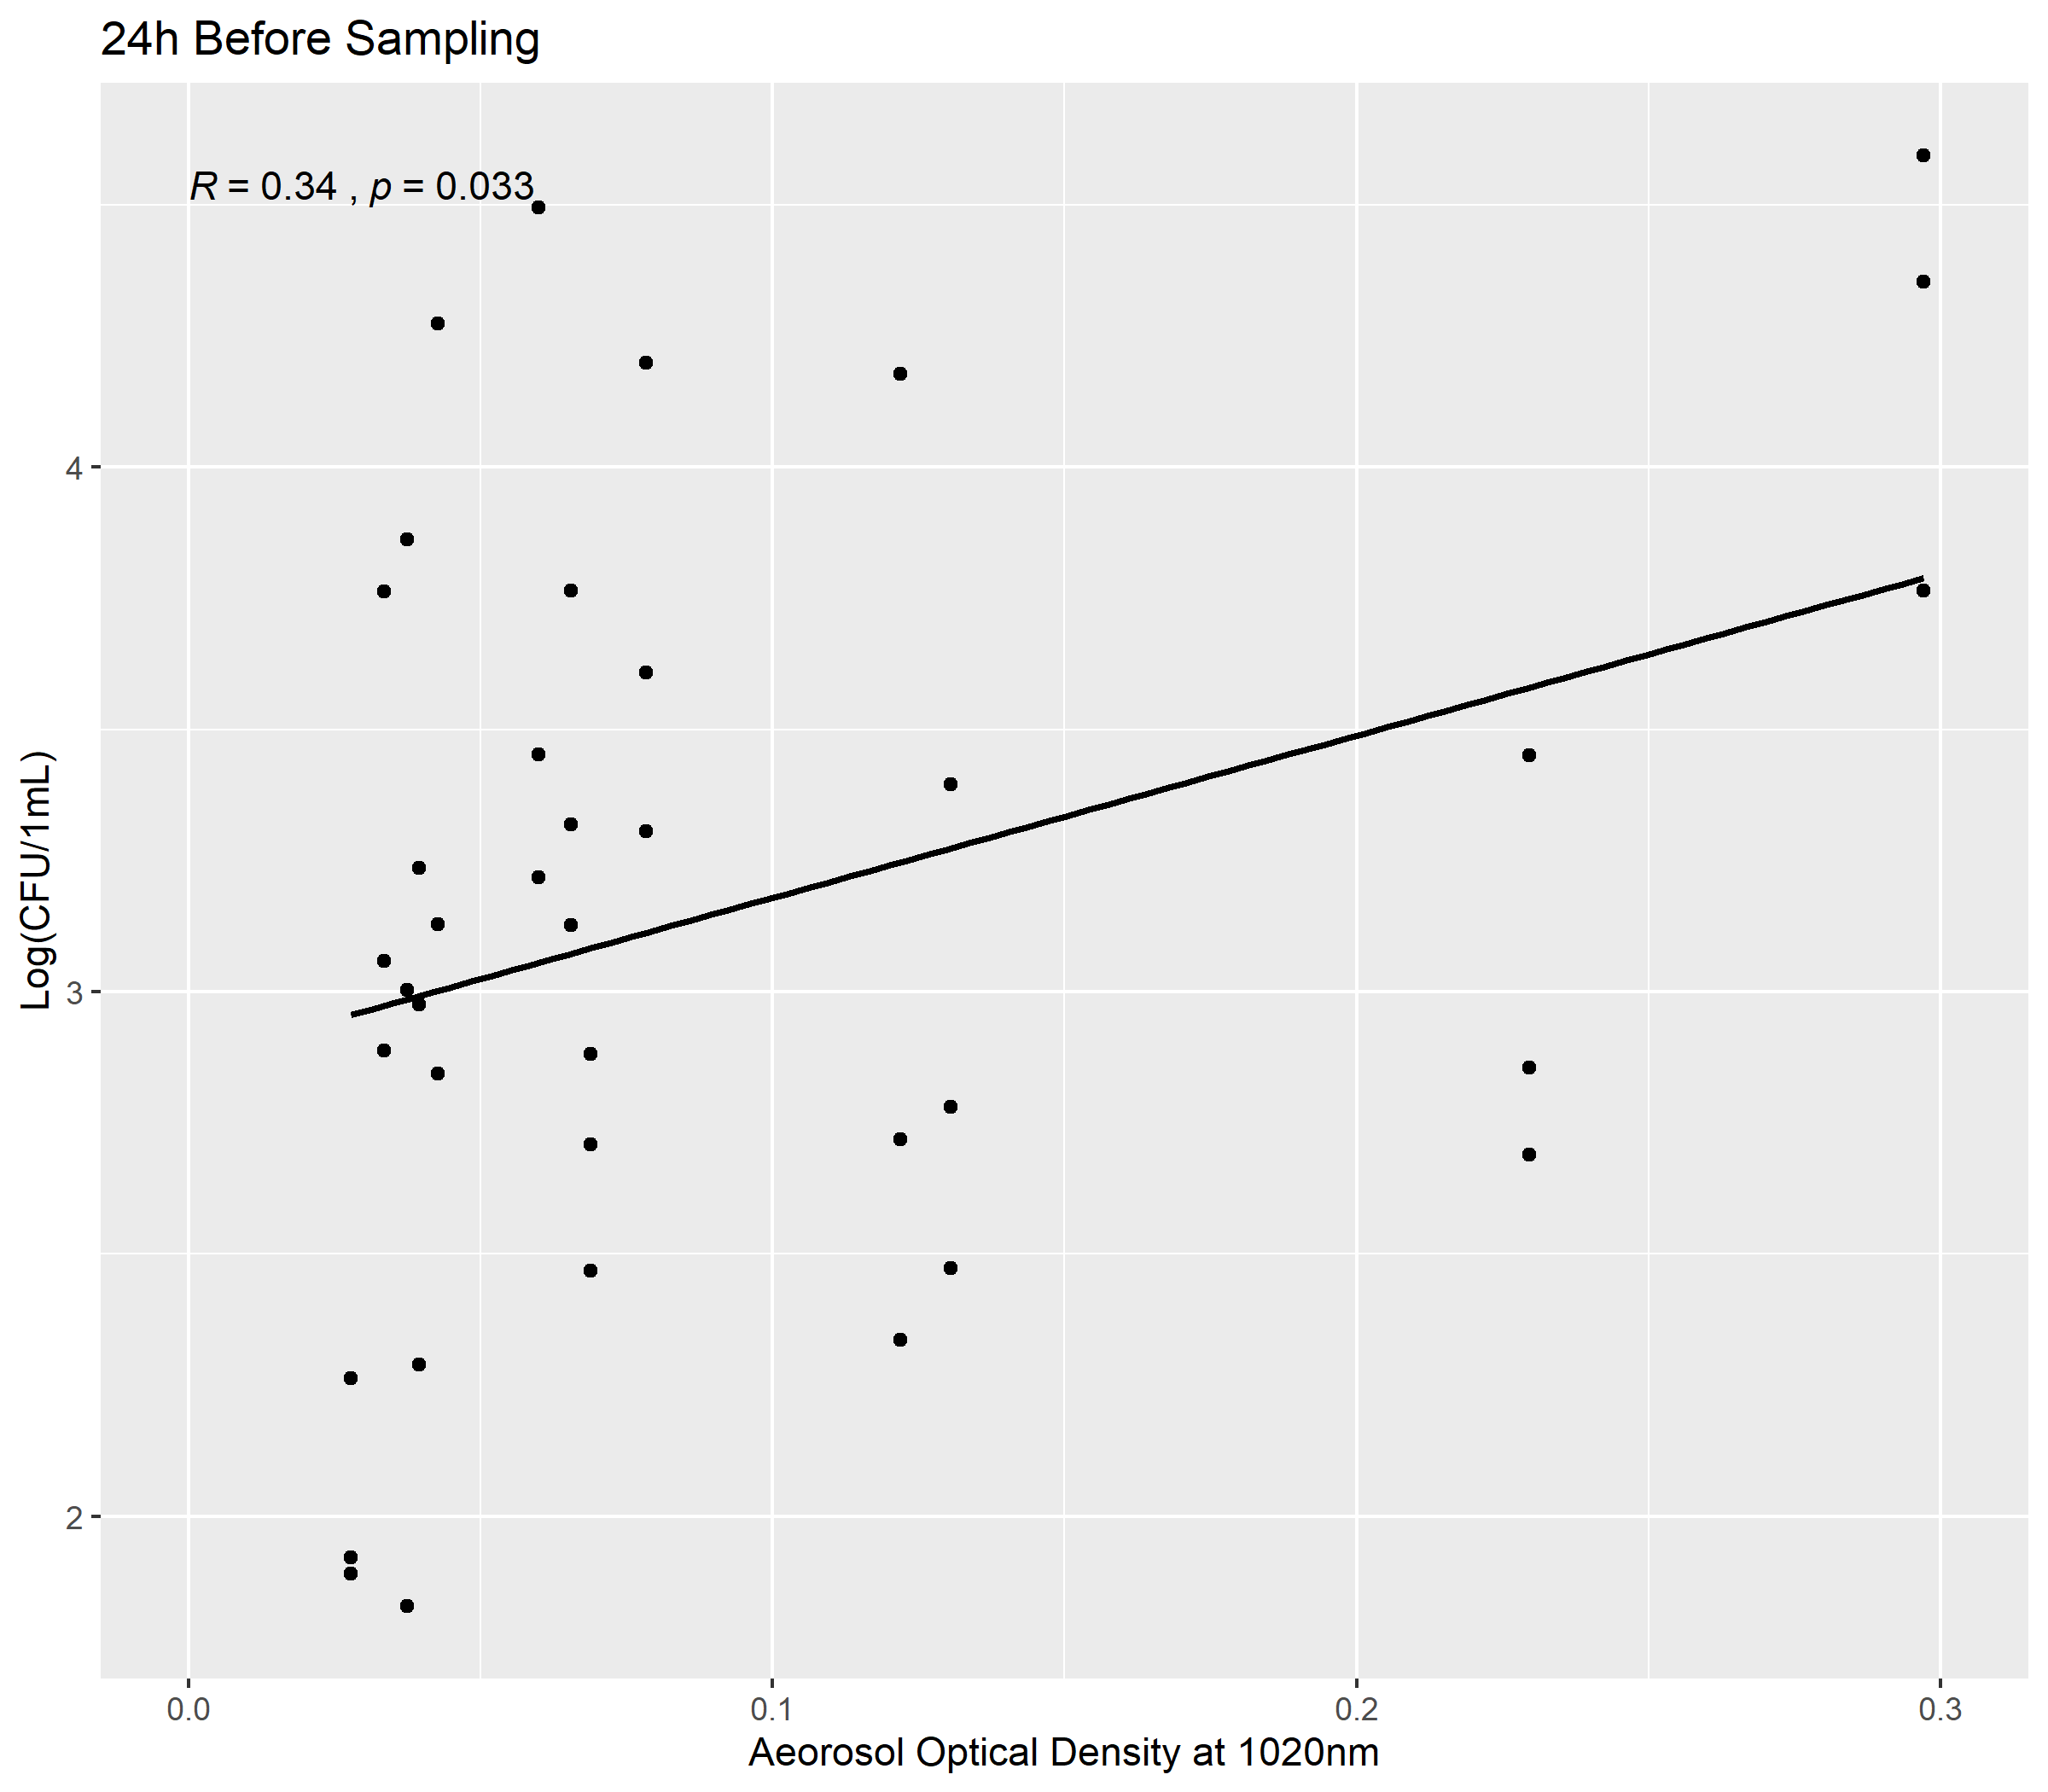 24h Before Sampling
R = 0.34 , p = 0.033
Log(CFU/1mL)
4
3
2
0.0 0.1 0.2 0.3
Aeorosol Optical Density at 1020nm